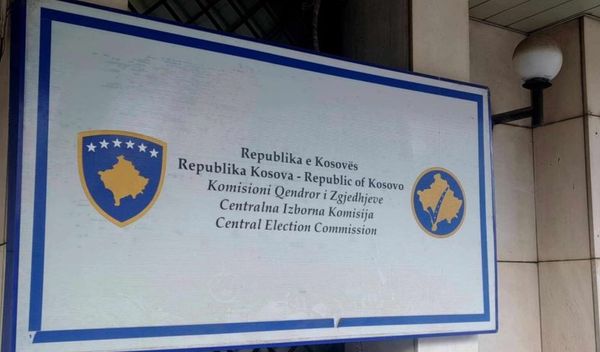 Republika e Kosovës
Republika Kosova - Republic of Kosovo
Komisioni Qendror i Zgjedhjeve
Centralna Izborna Komisija
Central Election Commission